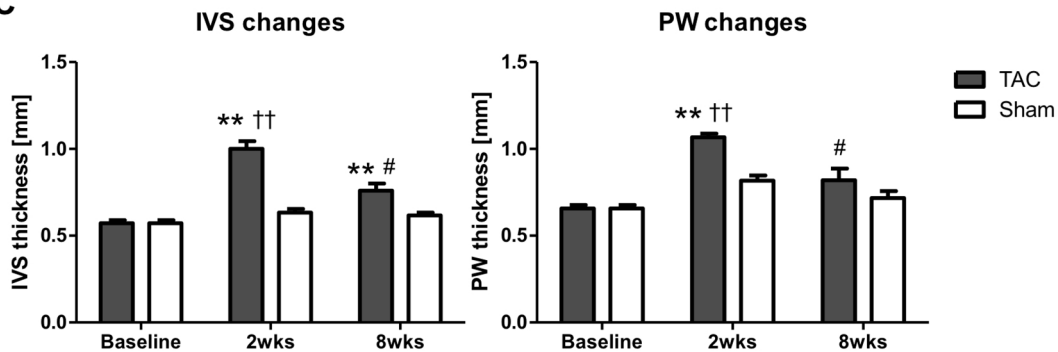 IVS changes
IVS thickness [mm]
1.5
1.0
0.5
0.0
** ††
** #
Baseline 2wks 8wks
PW changes
PW thickness [mm]
1.5
1.0
0.5
0.0
** ††
#
Baseline 2wks 8wks
TAC
Sham